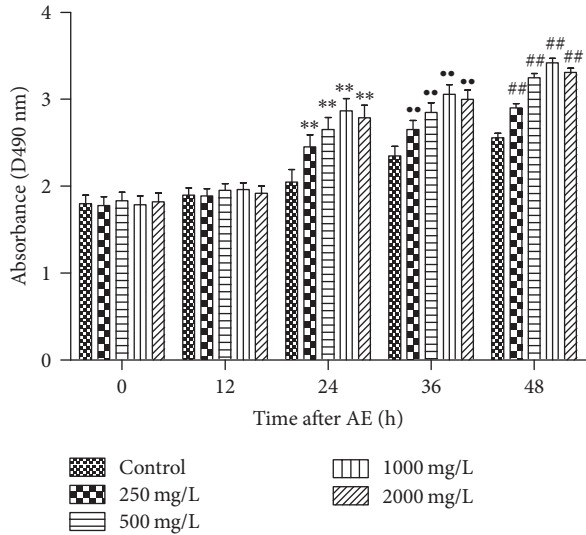 4
3
2
1
0
Absorbance (D490 nm)
** ** ** **
•• •• •• ••
## ## ## ##
0 12 24 36 48
Time after AE (h)
Control
250 mg/L
500 mg/L
1000 mg/L
2000 mg/L